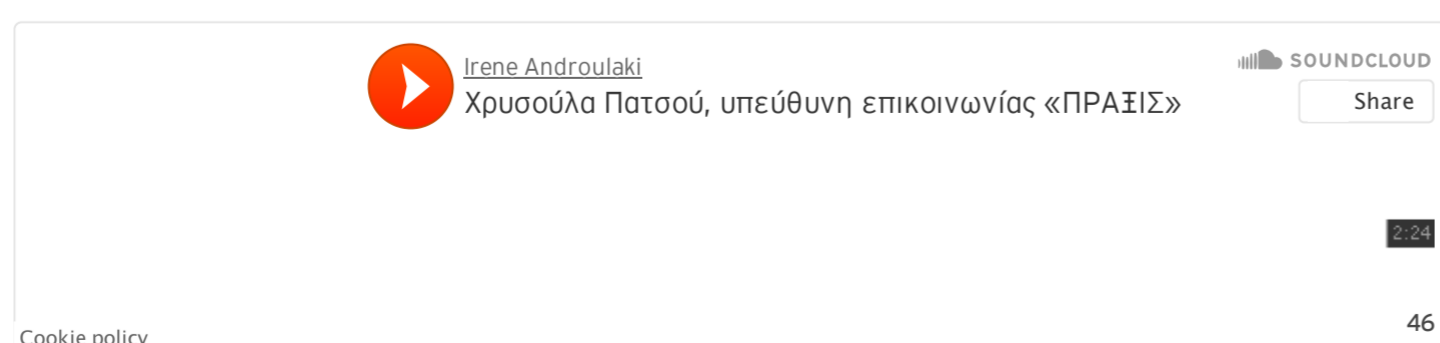 Irene Androulaki
SOUNDCLOUD
Χρυσούλα Πατσού, υπεύθυνη επικοινωνίας «ΠΡΑΞΙΣ»
Share
2:24
46
Cookie policy